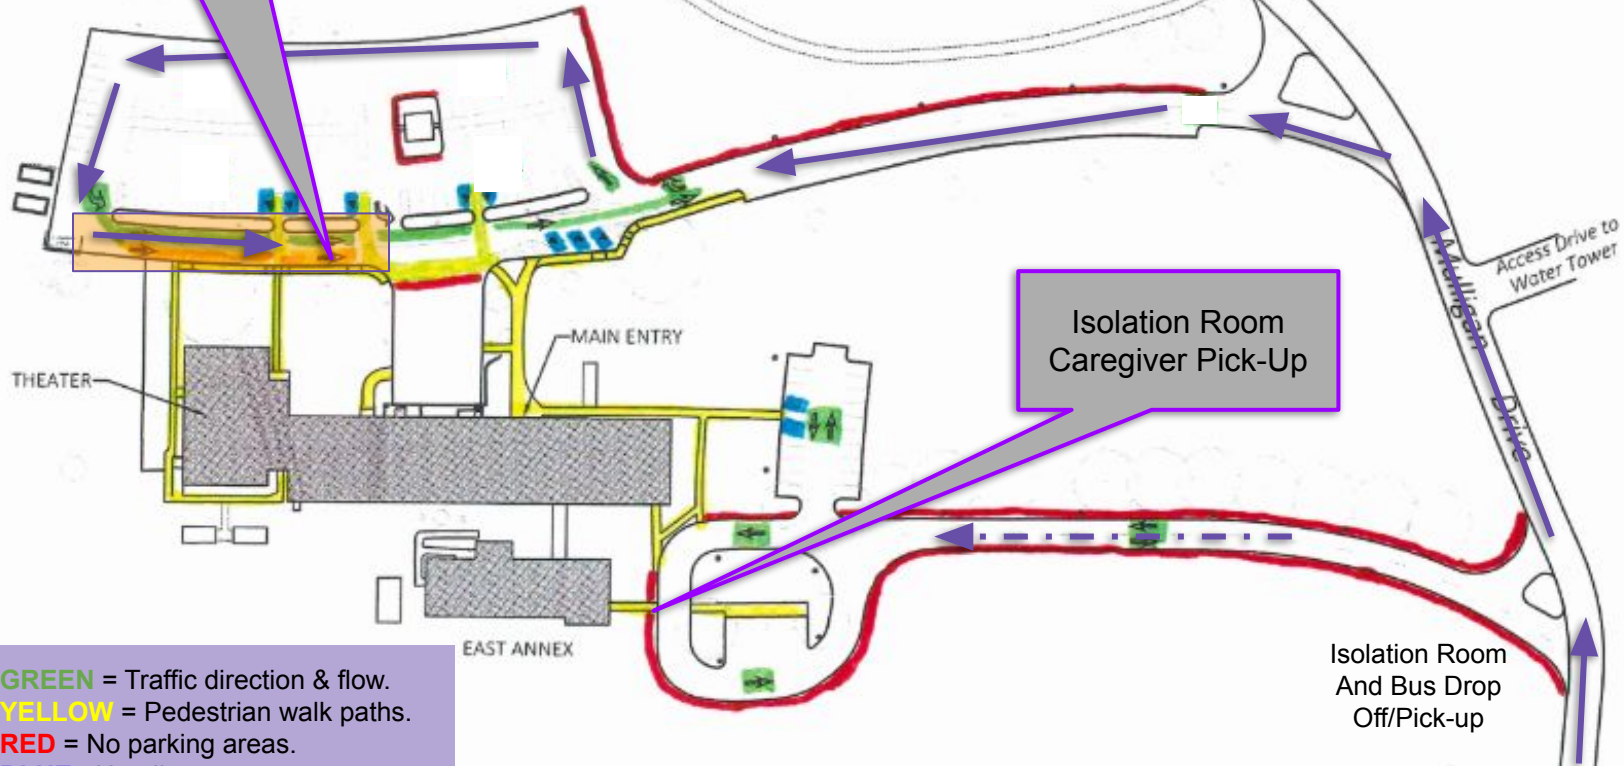 Access Drive to
Water Tower
Mulligan Drive
Isolation Room
Caregiver Pick-Up
MAIN ENTRY
THEATER
EAST ANNEX
Isolation Room
And Bus Drop
Off/Pick-up
GREEN = Traffic direction & flow.
YELLOW = Pedestrian walk paths.
RED = No parking areas.